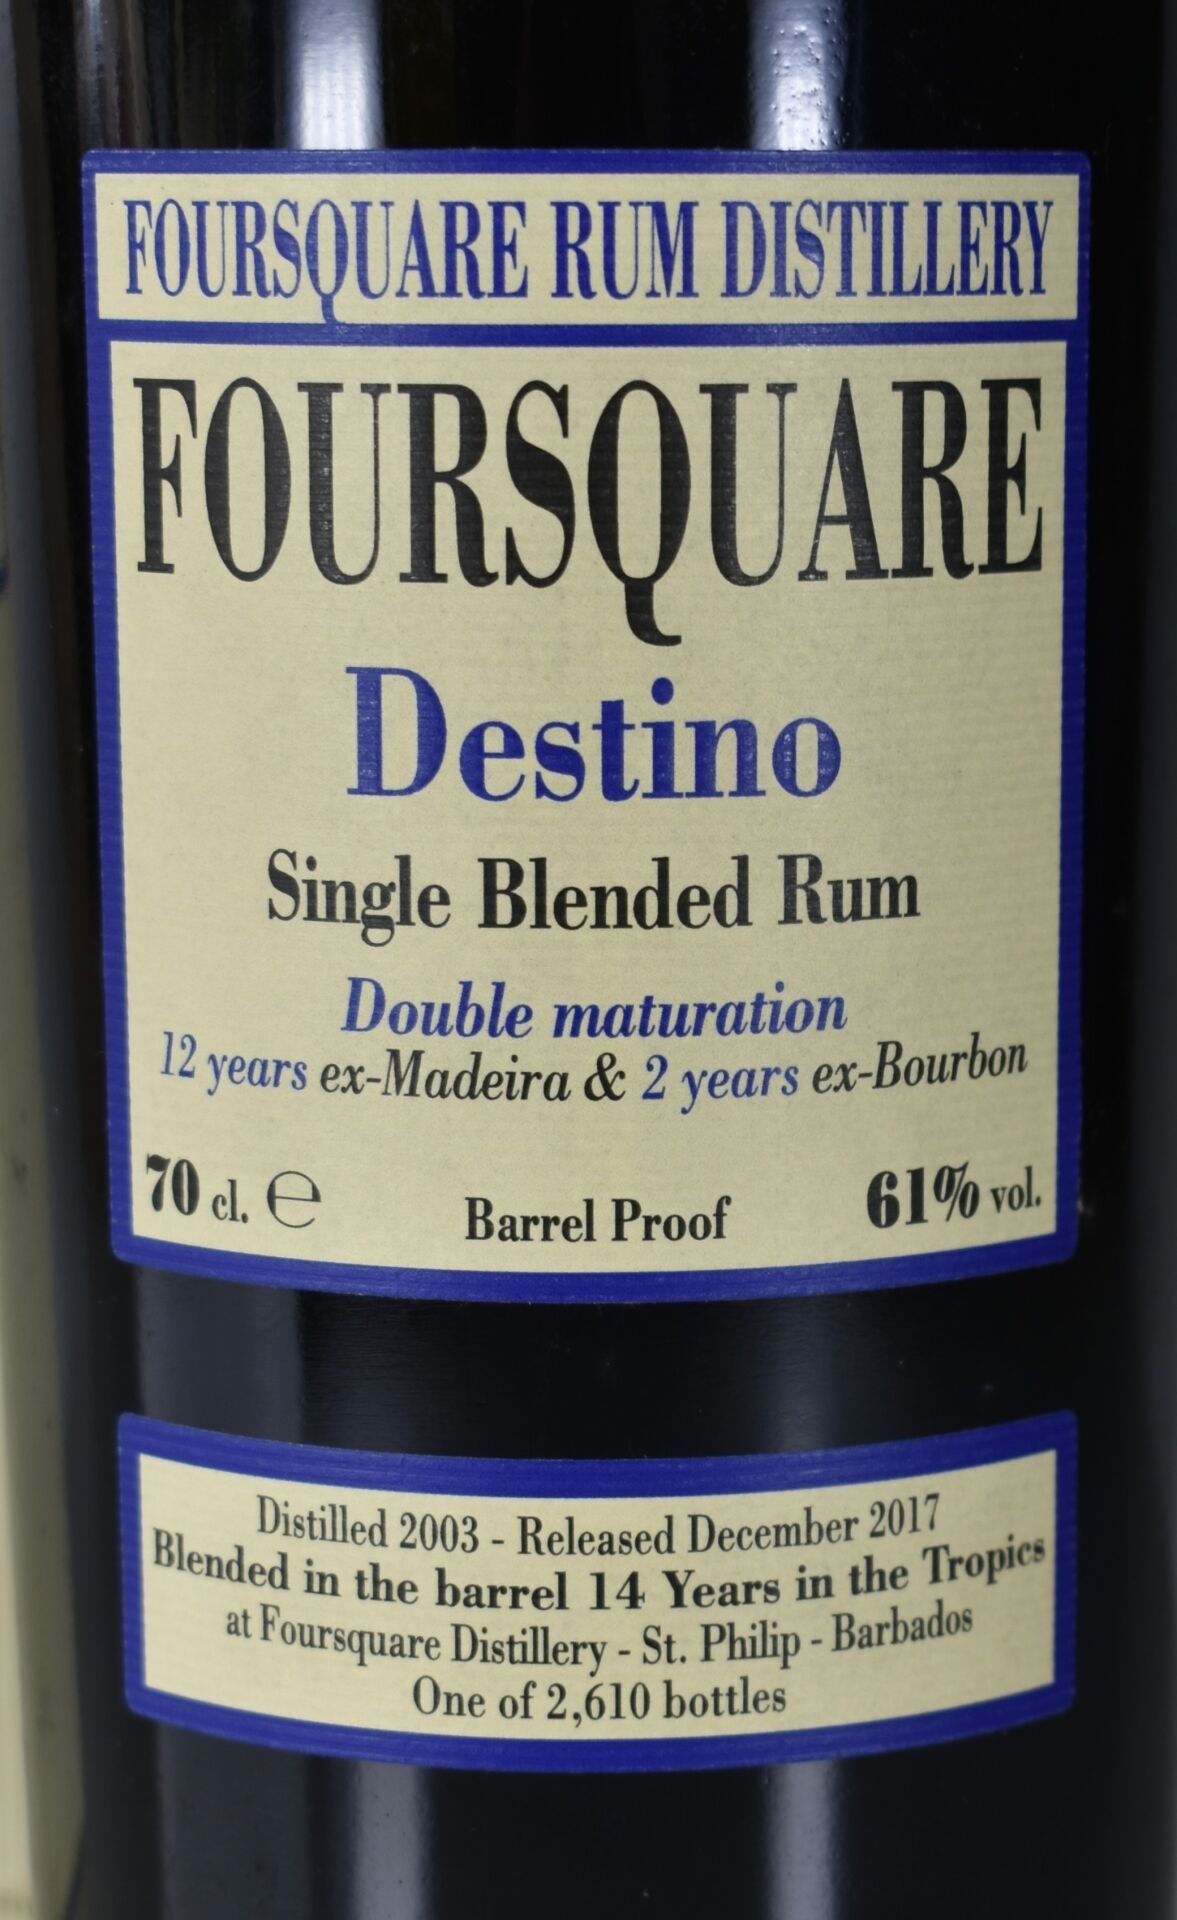 FOURSQUARE RUM DISTILLERY
FOURSQUARE
Destino
Single Blended Rum
Double maturation
12 years ex-Madeira & 2 years ex-Bourbon
70 cl. ℮ Barrel Proof 61% vol.
Distilled 2003 - Released December 2017
Blended in the barrel 14 Years in the Tropics
at Foursquare Distillery - St. Philip - Barbados
One of 2,610 bottles